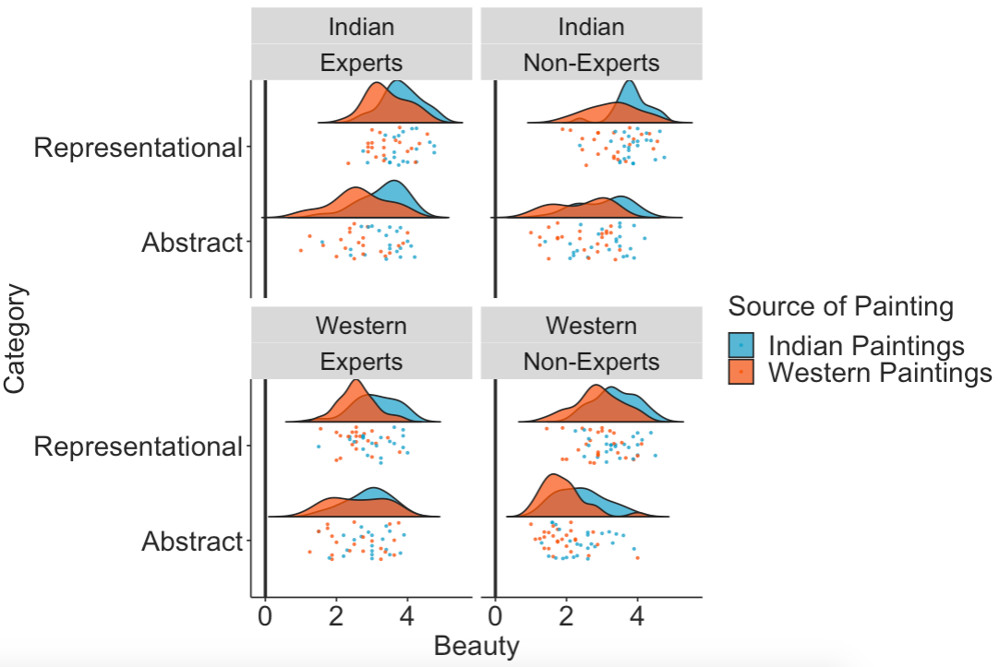 Indian
Indian
Experts
Non-Experts
Representational
Abstract
Western
Western
Experts
Non-Experts
Representational
Abstract
0 2 4
0 2 4
Beauty
Category
Source of Painting
Indian Paintings
Western Paintings